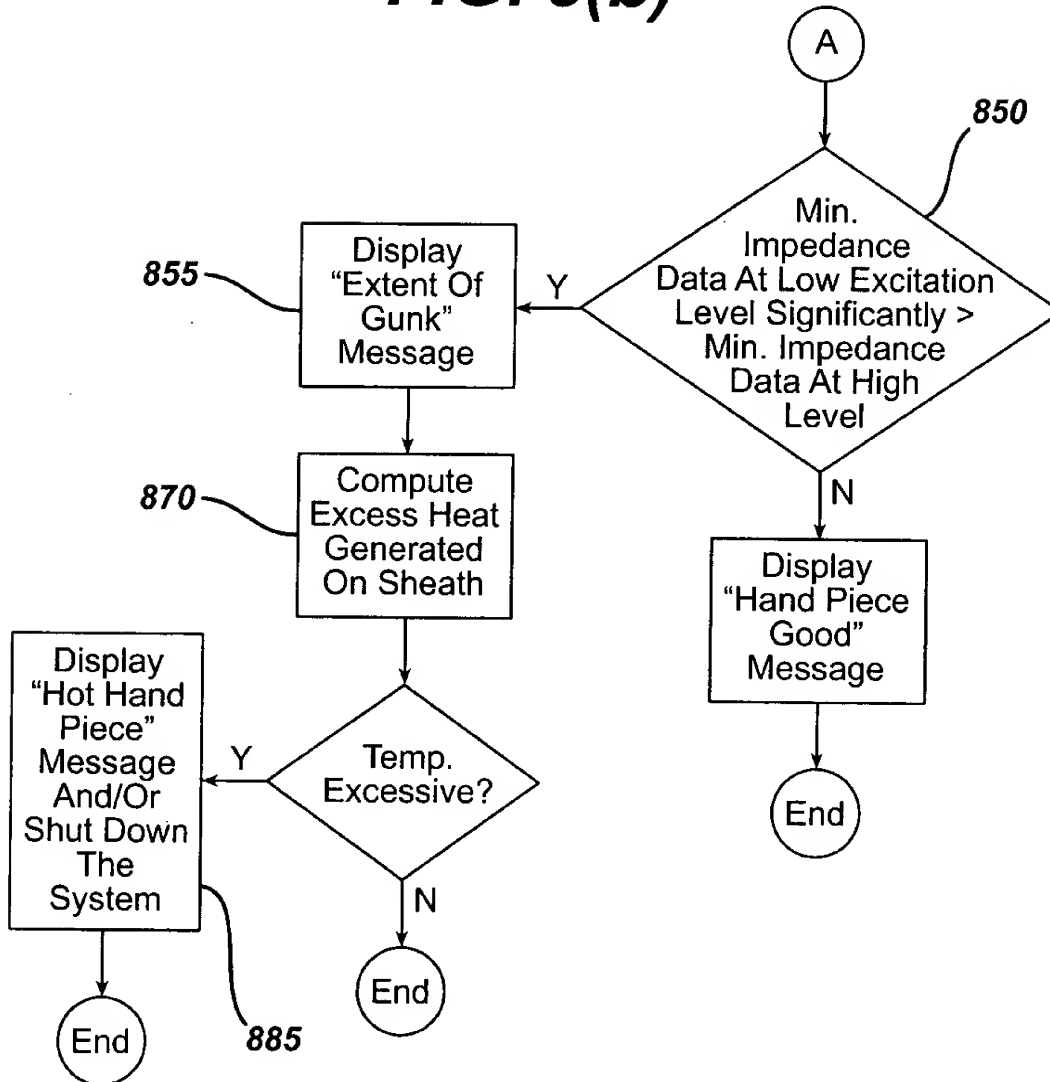 A
850
Min.
Impedance
Data At Low Excitation
Level Significantly >
Min. Impedance
Data At High
Level
Y
N
855
Display
“Extent Of
Gunk”
Message
870
Compute
Excess Heat
Generated
On Sheath
Display
“Hand Piece
Good”
Message
End
Temp.
Excessive?
Y
N
Display
“Hot Hand
Piece”
Message
And/Or
Shut Down
The
System
885
End
End